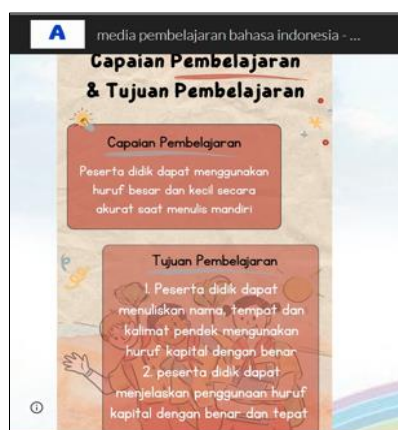 A media pembelajaran bahasa indonesia - ...
Capaian Pembelajaran
& Tujuan Pembelajaran
Capaian Pembelajaran
Peserta didik dapat menggunakan
huruf besar dan kecil secara
akurat saat menulis mandiri
Tujuan Pembelajaran
1. Peserta didik dapat
menuliskan nama, tempat dan
kalimat pendek mengunakan
huruf kapital dengan benar
2. peserta didik dapat
menjelaskan penggunaan huruf
kapital dengan benar dan tepat